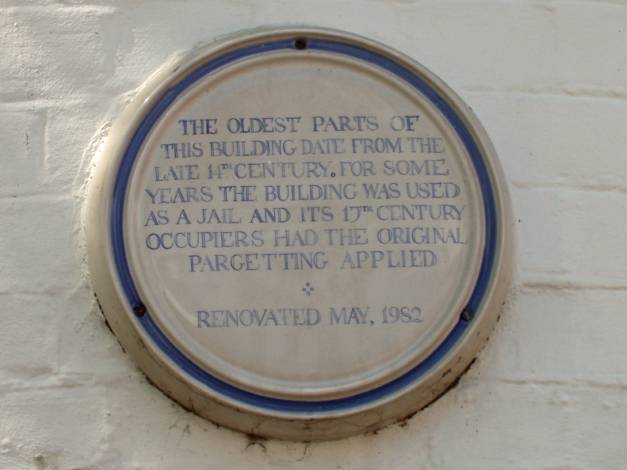 THE OLDEST PARTS OF
THIS BUILDING DATE FROM THE
LATE 14TH CENTURY. FOR SOME
YEARS THE BUILDING WAS USED
AS A JAIL AND ITS 17TH CENTURY
OCCUPIERS HAD THE ORIGINAL
PARGETTING APPLIED
RENOVATED MAY, 1982